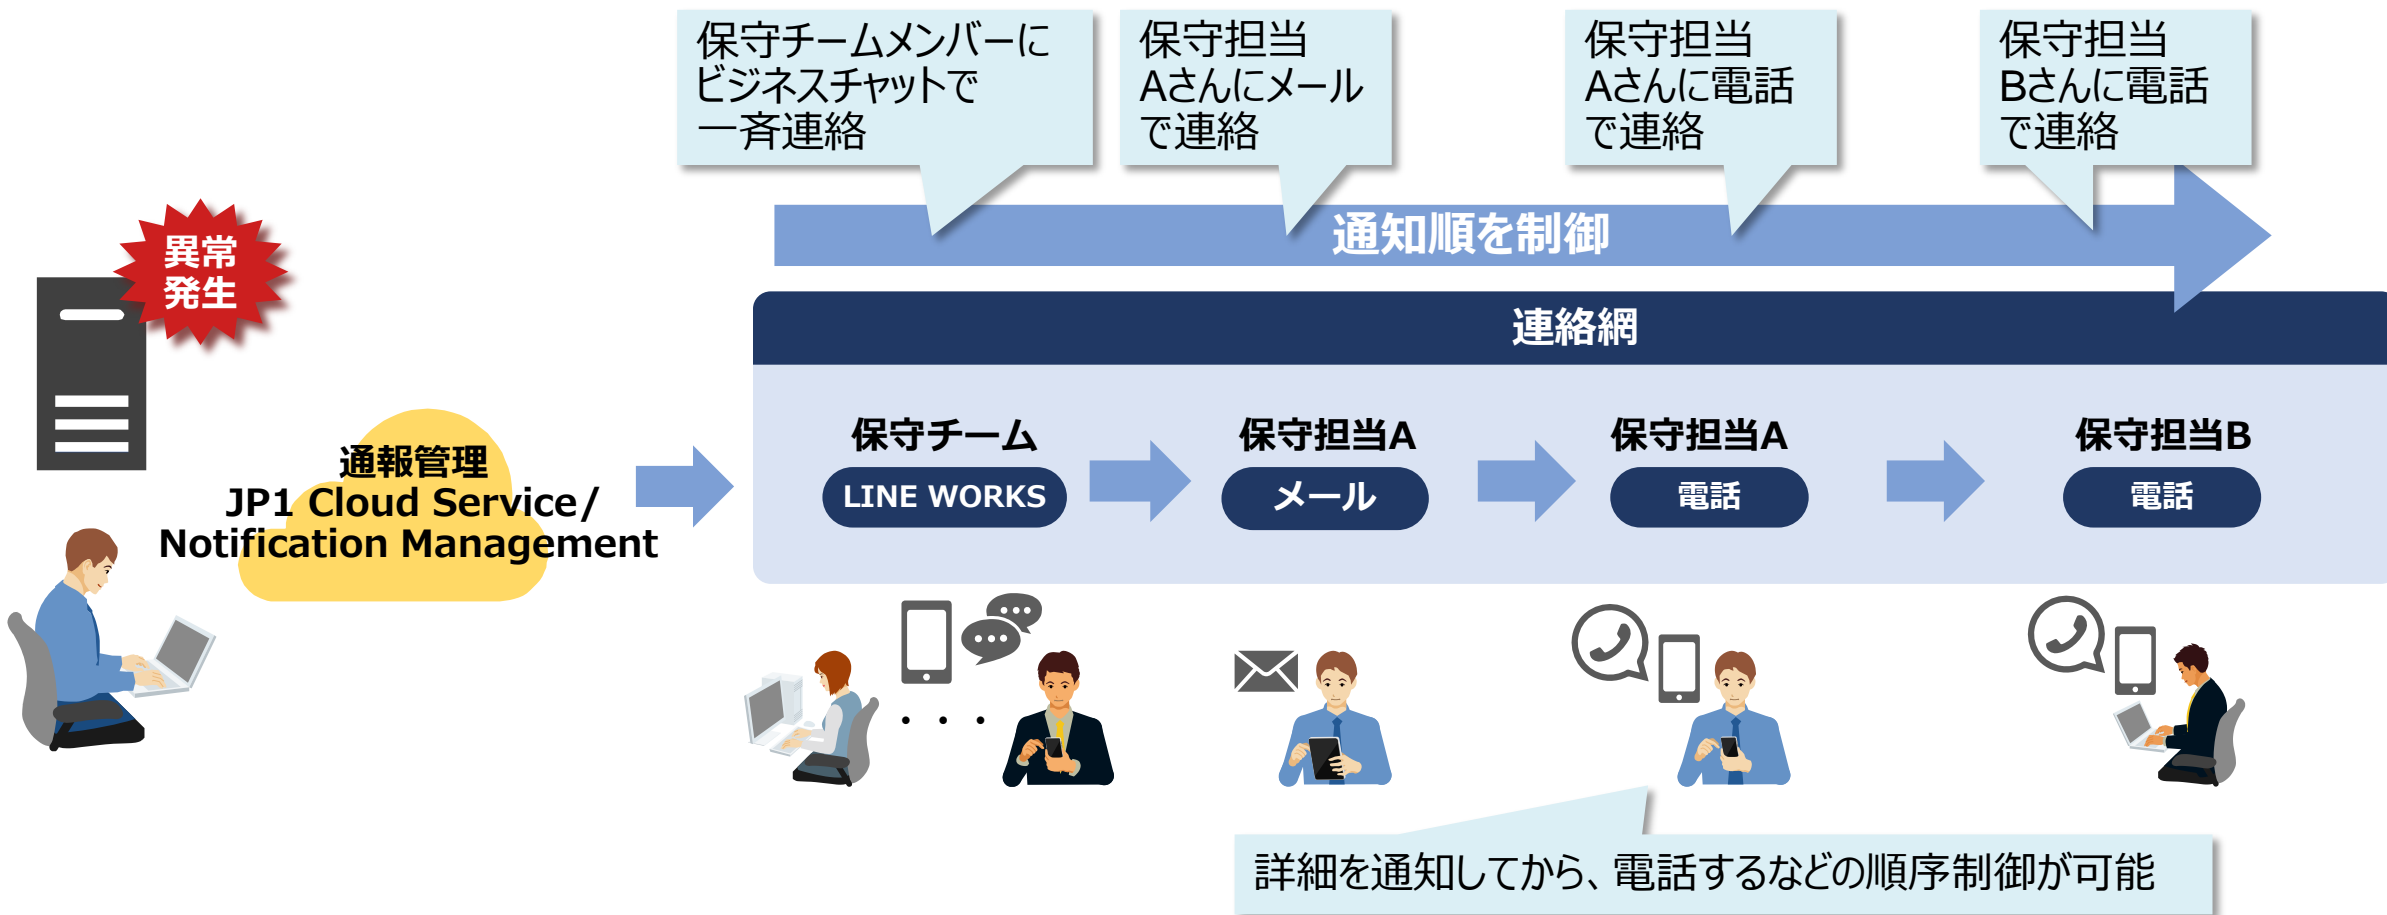 保守チームメンバーに
ビジネスチャットで
一斉連絡
保守担当
Aさんにメール
で連絡
保守担当
Aさんに電話
で連絡
保守担当
Bさんに電話
で連絡
通知順を制御
異常
発生
連絡網
通報管理
JP1 Cloud Service/
Notification Management
保守チーム
LINE WORKS
保守担当A
メール
保守担当A
電話
保守担当B
電話
・・・
詳細を通知してから、電話するなどの順序制御が可能